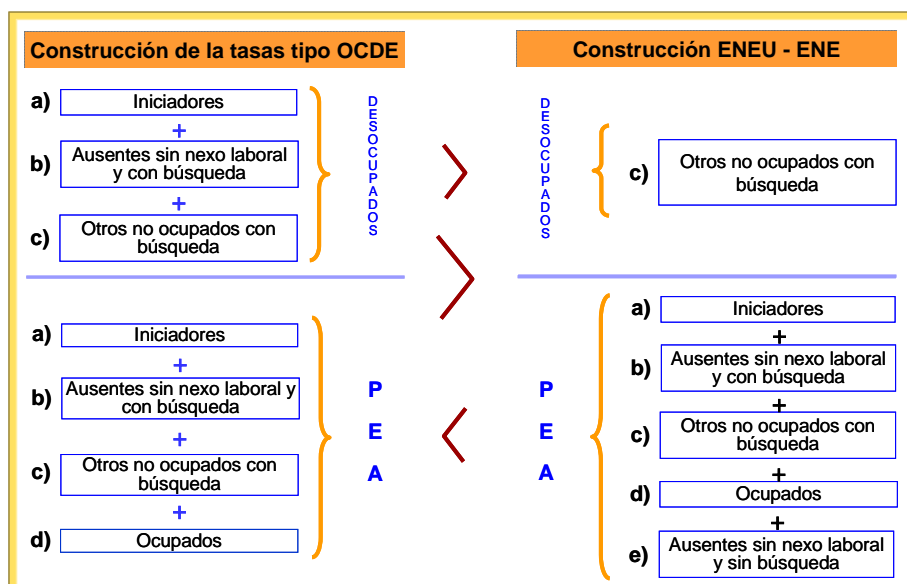 Construcción de la tasas tipo OCDE
a) Iniciadores
+
b) Ausentes sin nexo laboral
y con búsqueda
+
c) Otros no ocupados con
búsqueda
DESOCUPADOS
a) Iniciadores
+
b) Ausentes sin nexo laboral y
con búsqueda
+
c) Otros no ocupados con
búsqueda
+
d) Ocupados
PEA
Construcción ENEU - ENE
DESOCUPADOS
c) Otros no ocupados con
búsqueda
PEA
a) Iniciadores
+
b) Ausentes sin nexo laboral
y con búsqueda
+
c) Otros no ocupados con
búsqueda
+
d) Ocupados
+
e) Ausentes sin nexo laboral
y sin búsqueda